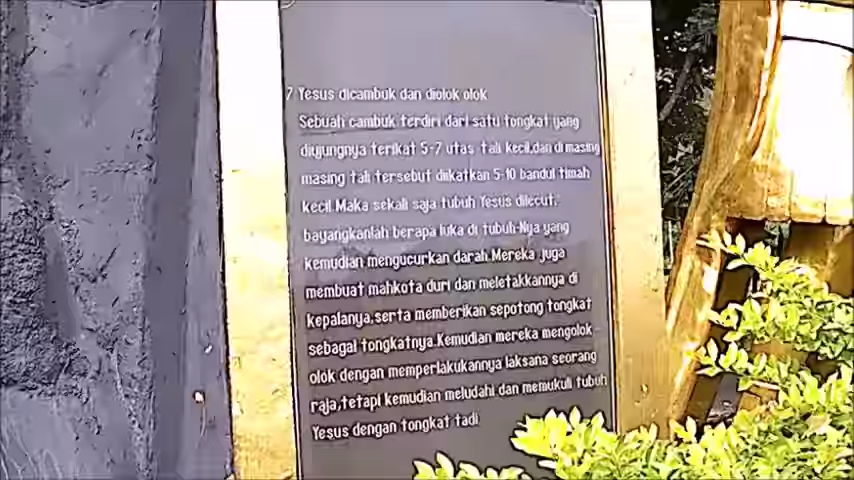 7 Yesus dicambuk dan diolok olok
Sebuah cambuk terdiri dari satu tongkat yang
diujungnya terikat 5-7 utas tali kecil,dan di masing
masing tali tersebut diikatkan 5-10 bandul timah
kecil.Maka sekali saja tubuh Yesus dilecut,
bayangkanlah berapa luka di tubuh-Nya yang
kemudian mengucurkan darah.Mereka juga
membuat mahkota duri dan meletakkannya di
kepalanya,serta memberikan sepotong tongkat
sebagai tongkatnya.Kemudian mereka mengolok-
olok dengan memperlakukannya laksana seorang
raja,tetapi kemudian meludahi dan memukuli tubuh
Yesus dengan tongkat tadi